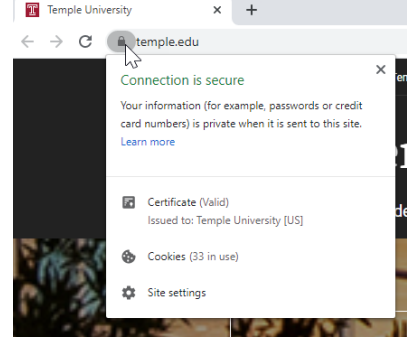 Temple University
temple.edu
Connection is secure
Your information (for example, passwords or credit
card numbers) is private when it is sent to this site.
Learn more
Certificate (Valid)
Issued to: Temple University [US]
Cookies (33 in use)
Site settings